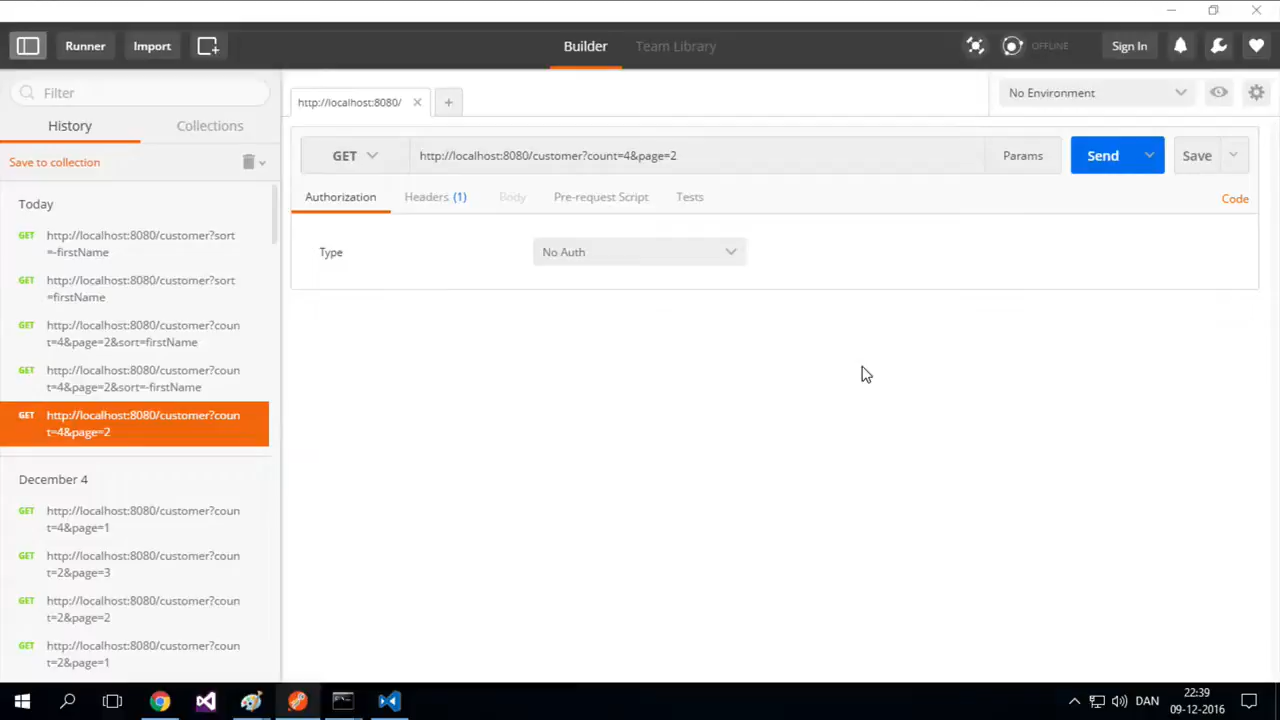 Runner
Import
Builder
Team Library
OFFLINE
Sign In
Filter
History
Collections
Save to collection
Today
GET http://localhost:8080/customer?sort
=-firstName
GET http://localhost:8080/customer?sort
=firstName
GET http://localhost:8080/customer?coun
t=4&page=2&sort=firstName
GET http://localhost:8080/customer?coun
t=4&page=2&sort=-firstName
GET http://localhost:8080/customer?coun
t=4&page=2
December 4
GET http://localhost:8080/customer?coun
t=4&page=1
GET http://localhost:8080/customer?coun
t=2&page=3
GET http://localhost:8080/customer?coun
t=2&page=2
GET http://localhost:8080/customer?coun
t=2&page=1
http://localhost:8080/
No Environment
GET
http://localhost:8080/customer?count=4&page=2
Params
Send
Save
Authorization
Headers (1)
Body
Pre-request Script
Tests
Code
Type
No Auth
DAN
22:39
09-12-2016